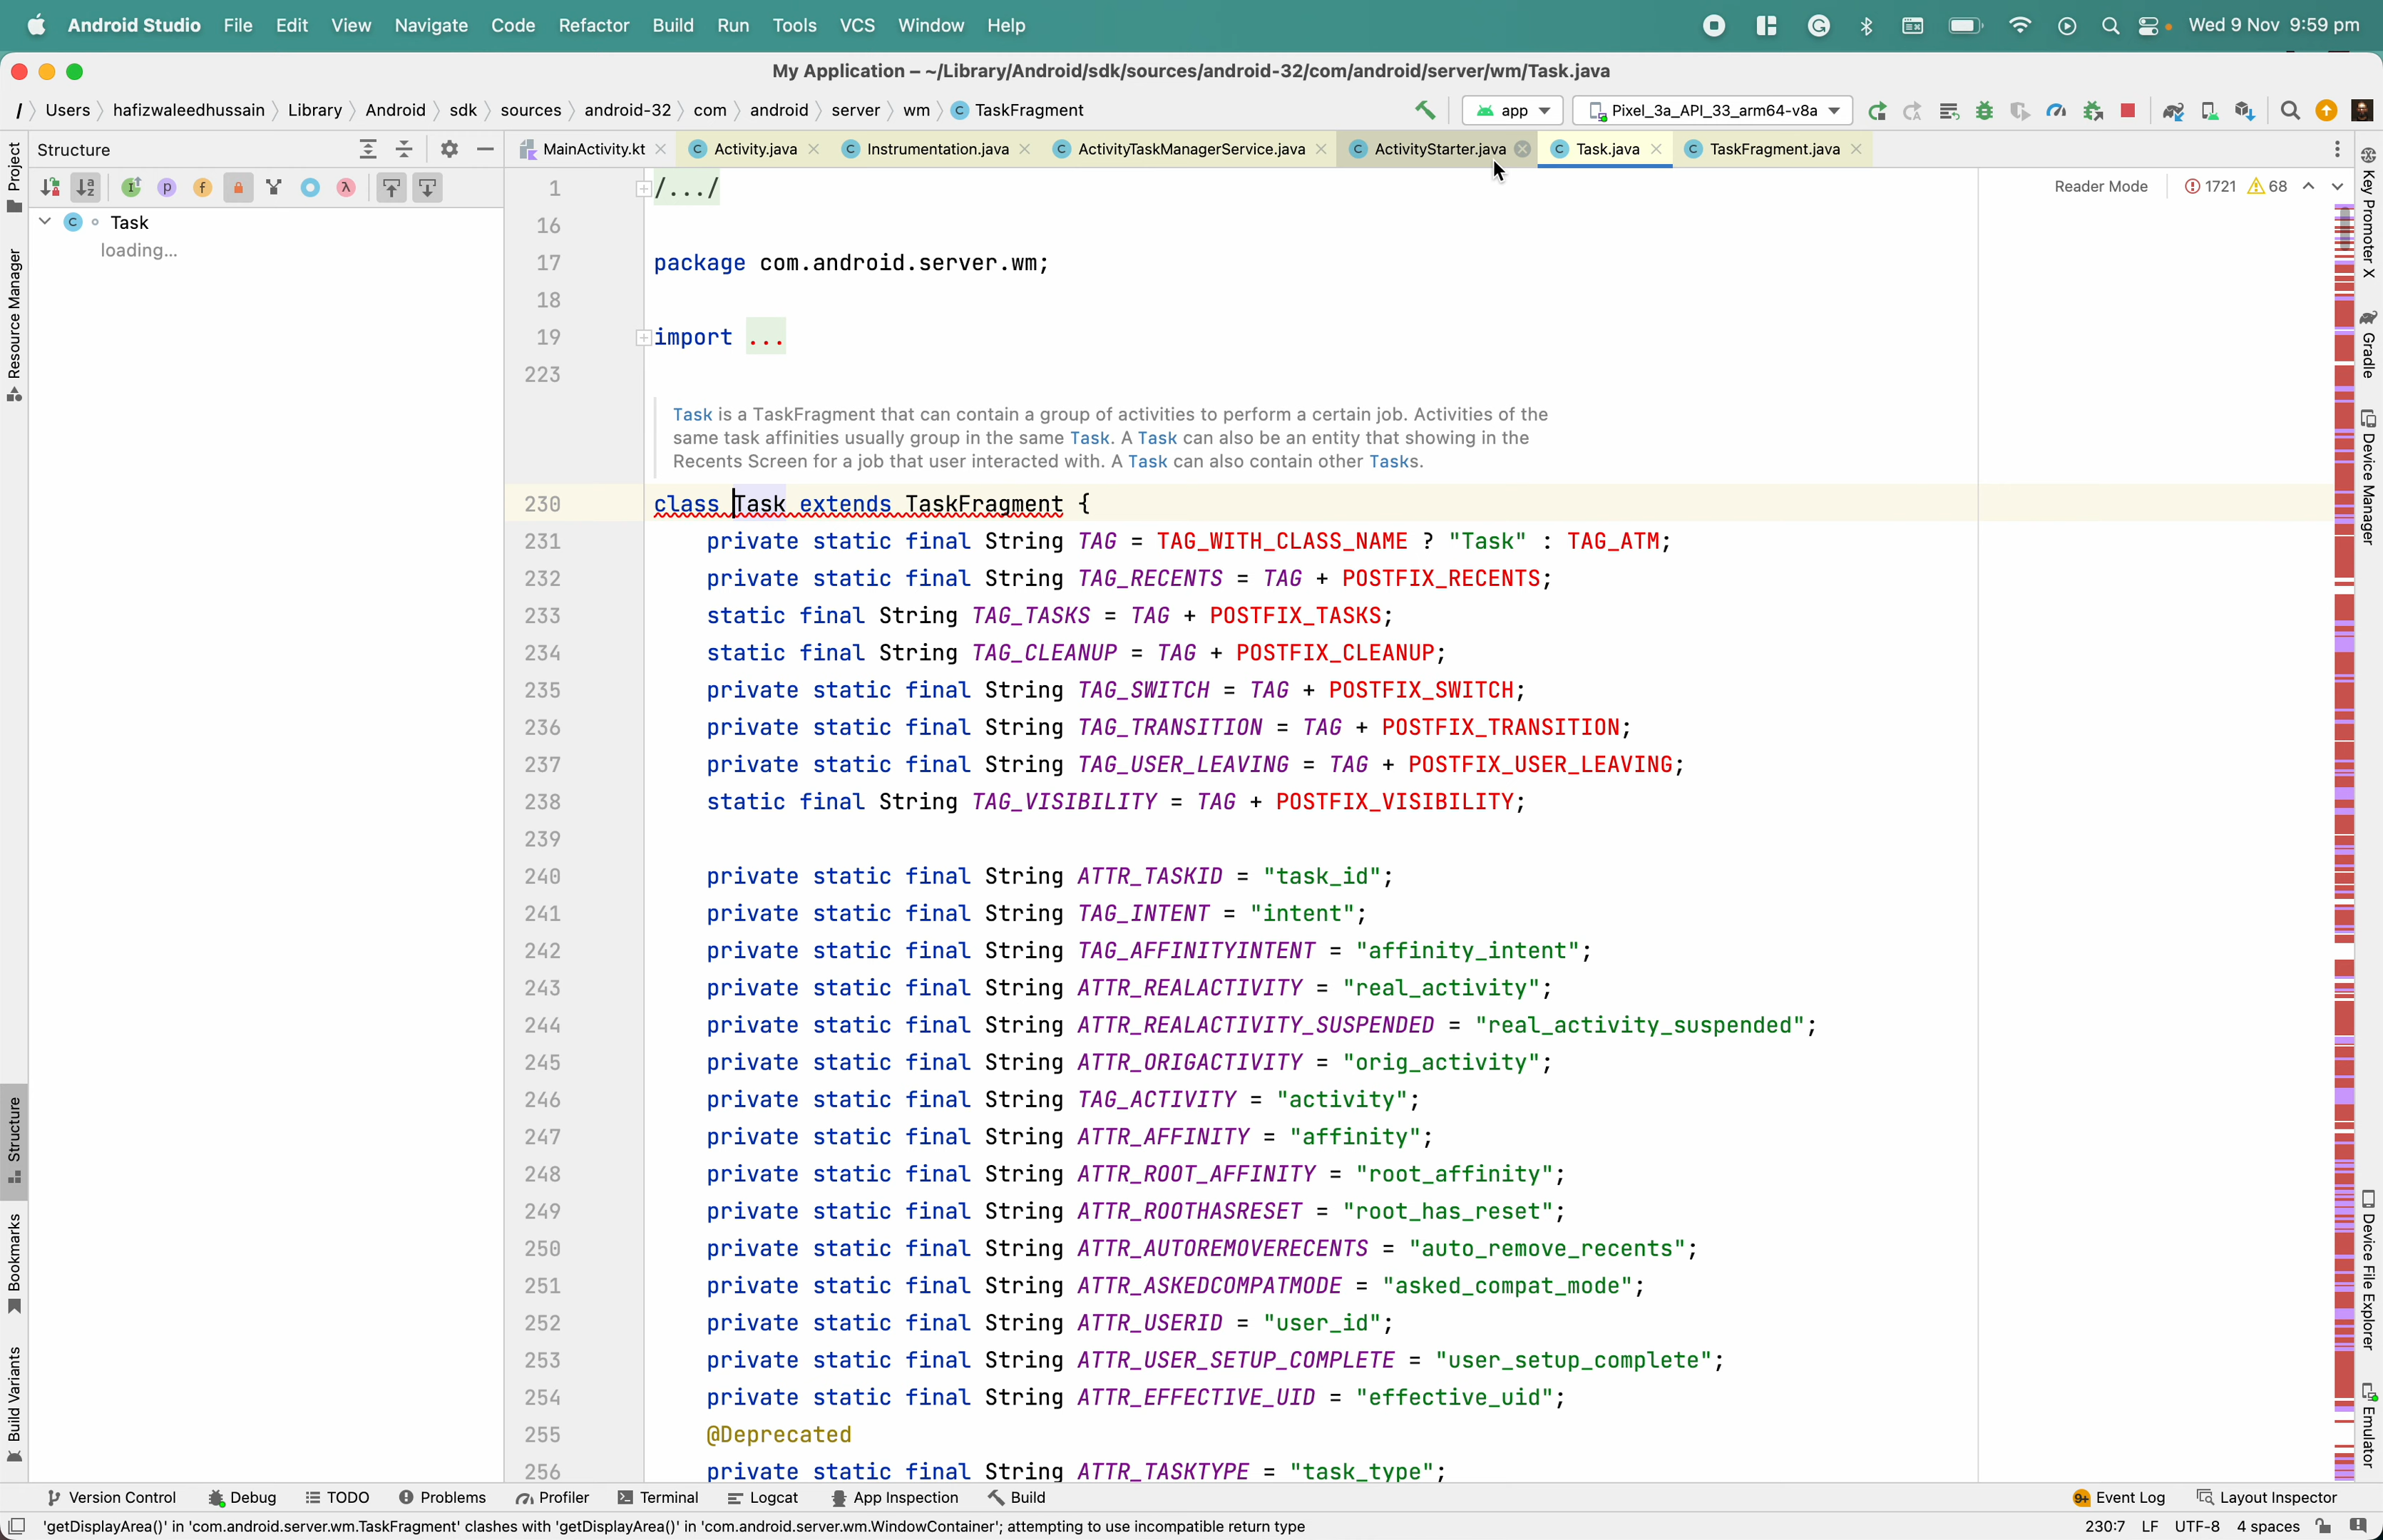 Android Studio File Edit View Navigate Code Refactor Build Run Tools VCS Window Help Wed 9 Nov 9:59 pm
My Application – ~/Library/Android/sdk/sources/android-32/com/android/server/wm/Task.java
/ Users hafizwaleedhussain Library Android sdk sources android-32 com android server wm TaskFragment app Pixel_3a_API_33_arm64-v8a
Structure MainActivity.kt Activity.java Instrumentation.java ActivityTaskManagerService.java ActivityStarter.java Task.java TaskFragment.java
Reader Mode 1721 68
Task
loading...
1 /.../
16
17 package com.android.server.wm;
18
19 import ...
223
Task is a TaskFragment that can contain a group of activities to perform a certain job. Activities of the
same task affinities usually group in the same Task. A Task can also be an entity that showing in the
Recents Screen for a job that user interacted with. A Task can also contain other Tasks.
230 class Task extends TaskFragment {
231 private static final String TAG = TAG_WITH_CLASS_NAME ? "Task" : TAG_ATM;
232 private static final String TAG_RECENTS = TAG + POSTFIX_RECENTS;
233 static final String TAG_TASKS = TAG + POSTFIX_TASKS;
234 static final String TAG_CLEANUP = TAG + POSTFIX_CLEANUP;
235 private static final String TAG_SWITCH = TAG + POSTFIX_SWITCH;
236 private static final String TAG_TRANSITION = TAG + POSTFIX_TRANSITION;
237 private static final String TAG_USER_LEAVING = TAG + POSTFIX_USER_LEAVING;
238 static final String TAG_VISIBILITY = TAG + POSTFIX_VISIBILITY;
239
240 private static final String ATTR_TASKID = "task_id";
241 private static final String TAG_INTENT = "intent";
242 private static final String TAG_AFFINITYINTENT = "affinity_intent";
243 private static final String ATTR_REALACTIVITY = "real_activity";
244 private static final String ATTR_REALACTIVITY_SUSPENDED = "real_activity_suspended";
245 private static final String ATTR_ORIGACTIVITY = "orig_activity";
246 private static final String TAG_ACTIVITY = "activity";
247 private static final String ATTR_AFFINITY = "affinity";
248 private static final String ATTR_ROOT_AFFINITY = "root_affinity";
249 private static final String ATTR_ROOTHASRESET = "root_has_reset";
250 private static final String ATTR_AUTOREMOVERECENTS = "auto_remove_recents";
251 private static final String ATTR_ASKEDCOMPATMODE = "asked_compat_mode";
252 private static final String ATTR_USERID = "user_id";
253 private static final String ATTR_USER_SETUP_COMPLETE = "user_setup_complete";
254 private static final String ATTR_EFFECTIVE_UID = "effective_uid";
255 @Deprecated
256 private static final String ATTR_TASKTYPE = "task_type";
Project
Resource Manager
Structure
Bookmarks
Build Variants
Key Promoter X
Gradle
Device Manager
Device File Explorer
Emulator
Version Control Debug TODO Problems Profiler Terminal Logcat App Inspection Build 9+ Event Log Layout Inspector
'getDisplayArea()' in 'com.android.server.wm.TaskFragment' clashes with 'getDisplayArea()' in 'com.android.server.wm.WindowContainer'; attempting to use incompatible return type 230:7 LF UTF-8 4 spaces